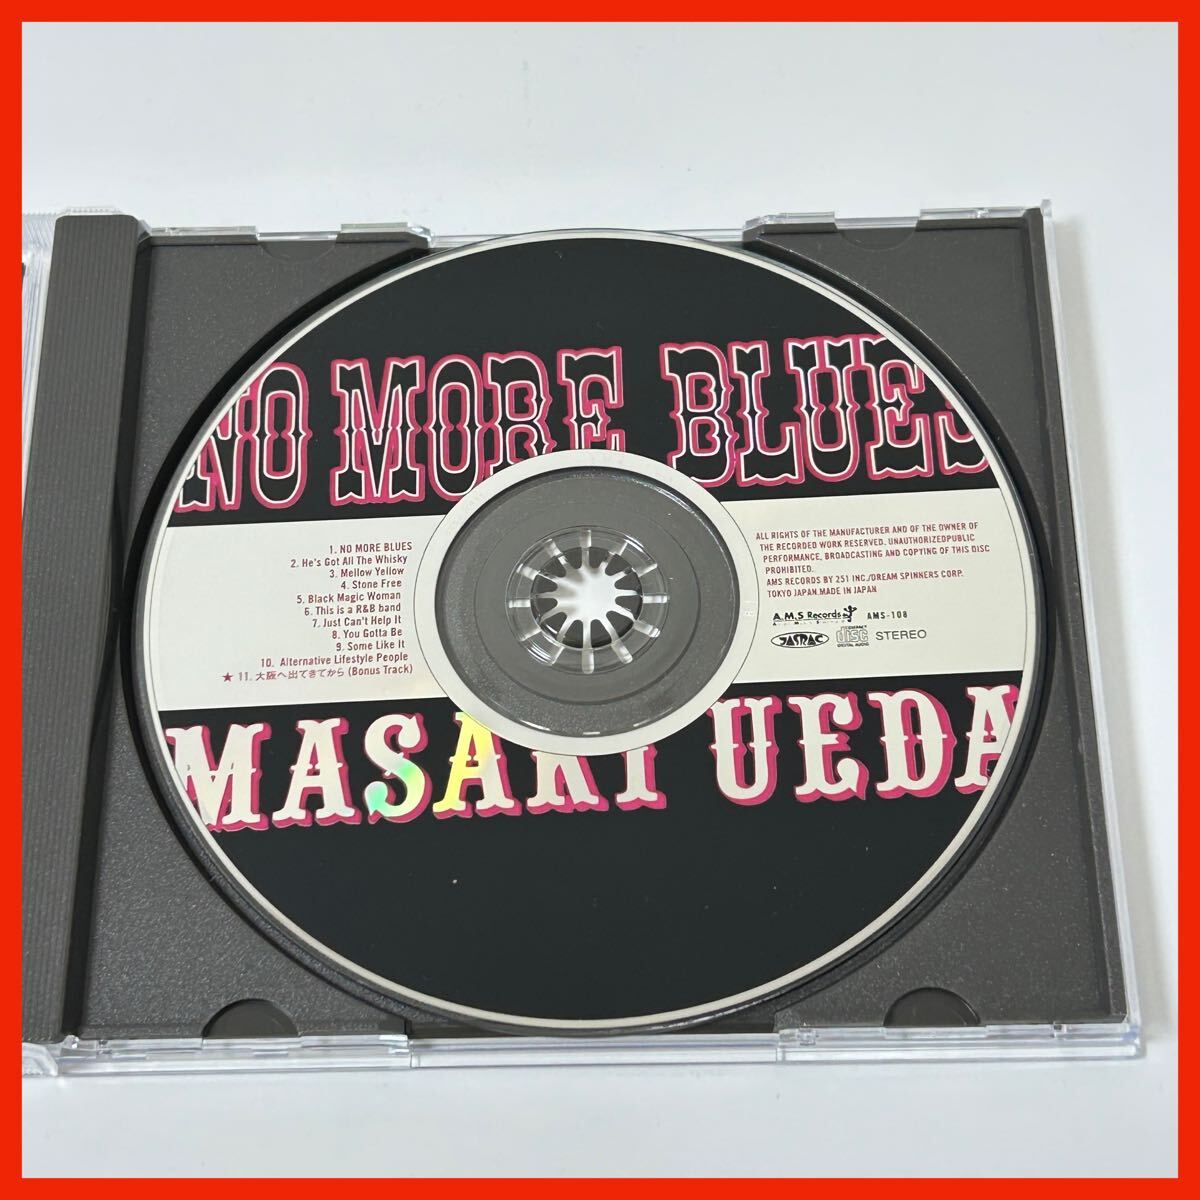 NO MORE BLUES
1. NO MORE BLUES
2. He's Got All The Whisky
3. Mellow Yellow
4. Stone Free
5. Black Magic Woman
6. This is a R&B band
7. Just Can't Help It
8. You Gotta Be
9. Some Like It
10. Alternative Lifestyle People
★ 11. 大阪へ出てきてから (Bonus Track)
ALL RIGHTS OF THE MANUFACTURER AND OF THE OWNER OF
THE RECORDED WORK RESERVED. UNAUTHORIZEDPUBLIC
PERFORMANCE, BROADCASTING AND COPYING OF THIS DISC
PROHIBITED.
AMS RECORDS BY 251 INC./DREAM SPINNERS CORP.
TOKYO JAPAN.MADE IN JAPAN
A.M.S Records AMS-108
JASRAC COMPACT disc DIGITAL AUDIO STEREO
MASAKI UEDA